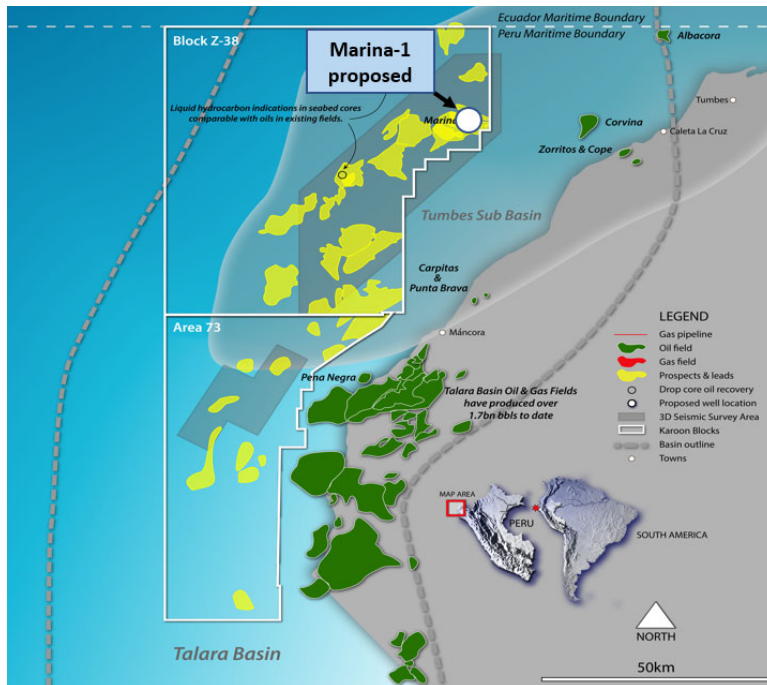 Ecuador Maritime Boundary
Peru Maritime Boundary
Block Z-38
Albacora
Marina-1
proposed
Liquid hydrocarbon indications in seabed cores
comparable with oils in existing fields.
Marina
Tumbes
Corvina
Caleta La Cruz
Zorritos & Cope
Tumbes Sub Basin
Carpitas
&
Punta Brava
Area 73
Máncora
LEGEND
Gas pipeline
Oil field
Gas field
Prospects & leads
Drop core oil recovery
Proposed well location
3D Seismic Survey Area
Karoon Blocks
Basin outline
Towns
Pena Negra
Talara Basin Oil & Gas Fields
have produced over
1.7bn bbls to date
MAP AREA
PERU
SOUTH AMERICA
NORTH
Talara Basin
50km